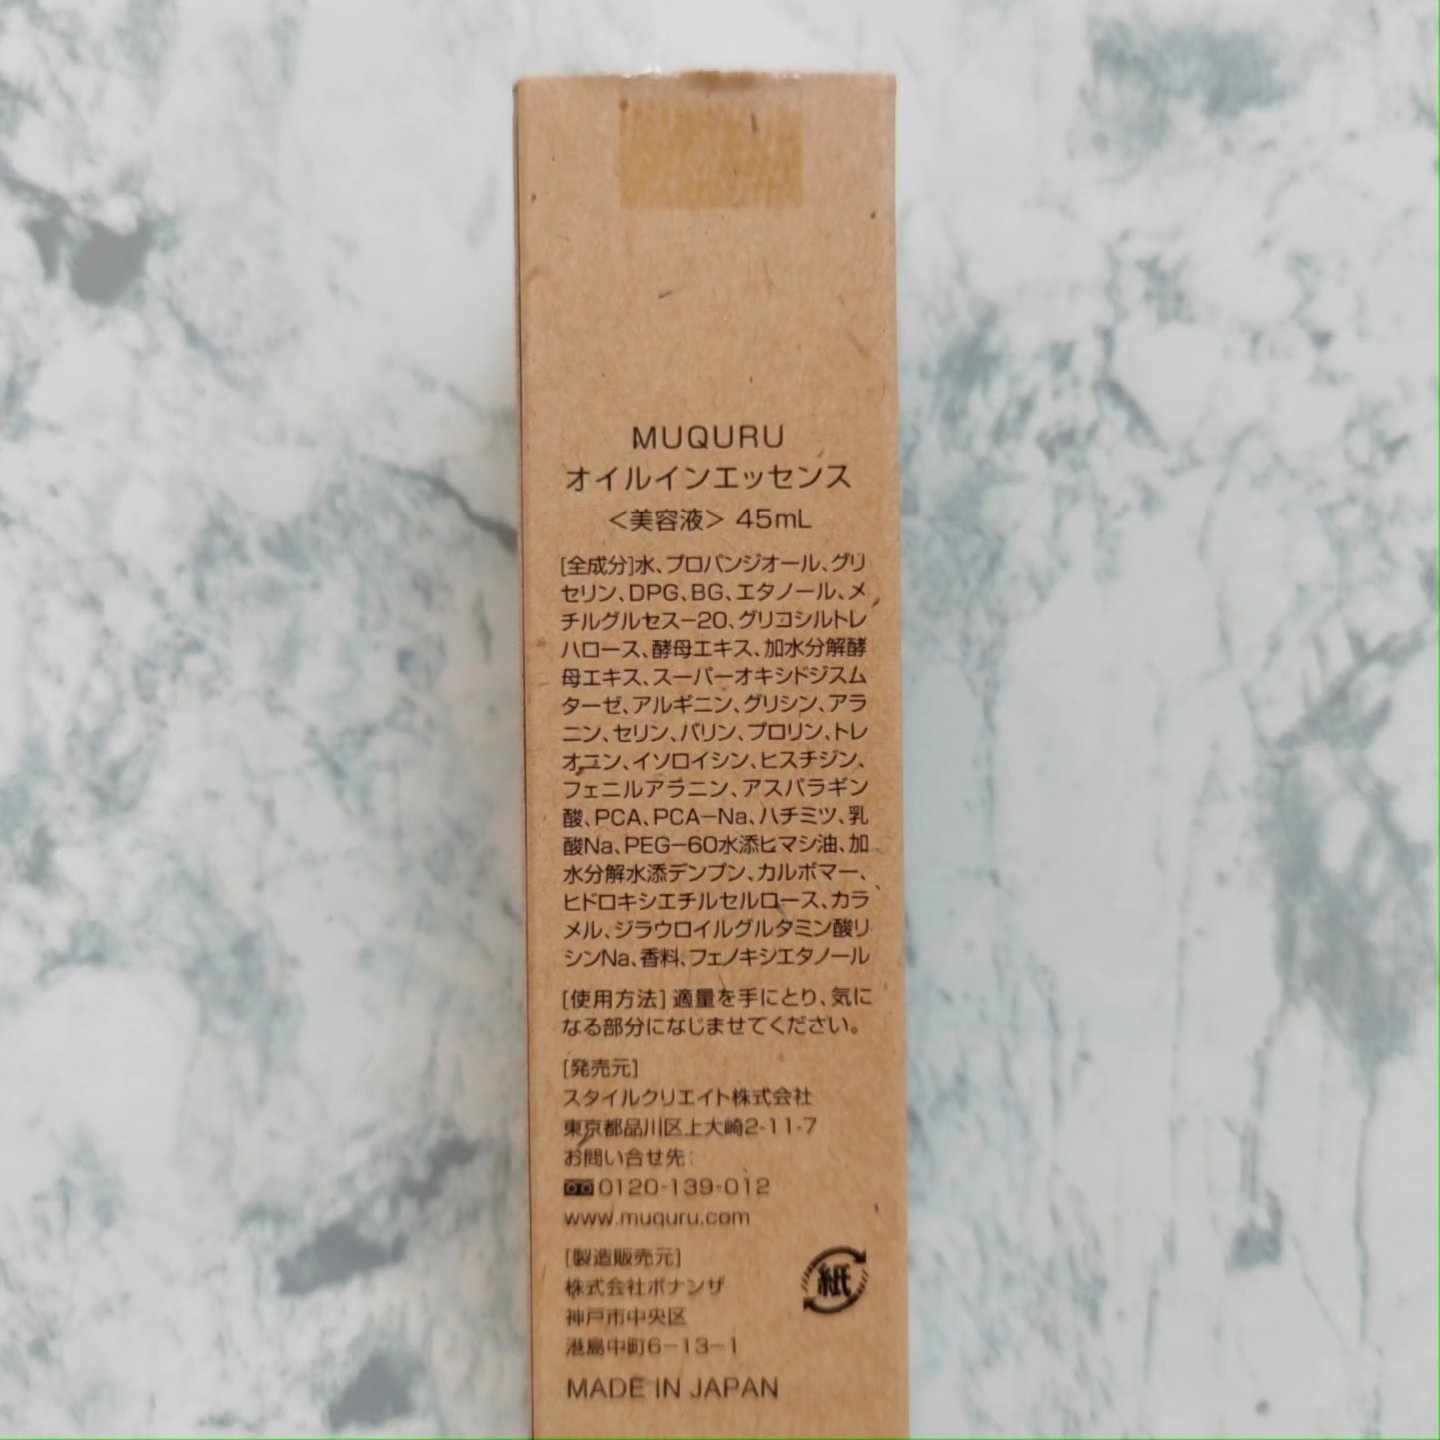 MUQURU
オイルインエッセンス
＜美容液＞ 45mL
[全成分]水、プロパンジオール、グリ
セリン、DPG、BG、エタノール、メ
チルグルセス－20、グリコシルトレ
ハロース、酵母エキス、加水分解酵
母エキス、スーパーオキシドジスム
ターゼ、アルギニン、グリシン、アラ
ニン、セリン、バリン、プロリン、トレ
オニン、イソロイシン、ヒスチジン、
フェニルアラニン、アスパラギン
酸、PCA、PCA－Na、ハチミツ、乳
酸Na、PEG－60水添ヒマシ油、加
水分解水添デンプン、カルボマー、
ヒドロキシエチルセルロース、カラ
メル、ジラウロイルグルタミン酸リ
シンNa、香料、フェノキシエタノール
[使用方法] 適量を手にとり、気に
なる部分になじませてください。
[発売元]
スタイルクリエイト株式会社
東京都品川区上大崎2-11-7
お問い合せ先:
0120-139-012
www.muquru.com
[製造販売元]
株式会社ボナンザ
神戸市中央区
港島中町6－13－1
紙
MADE IN JAPAN